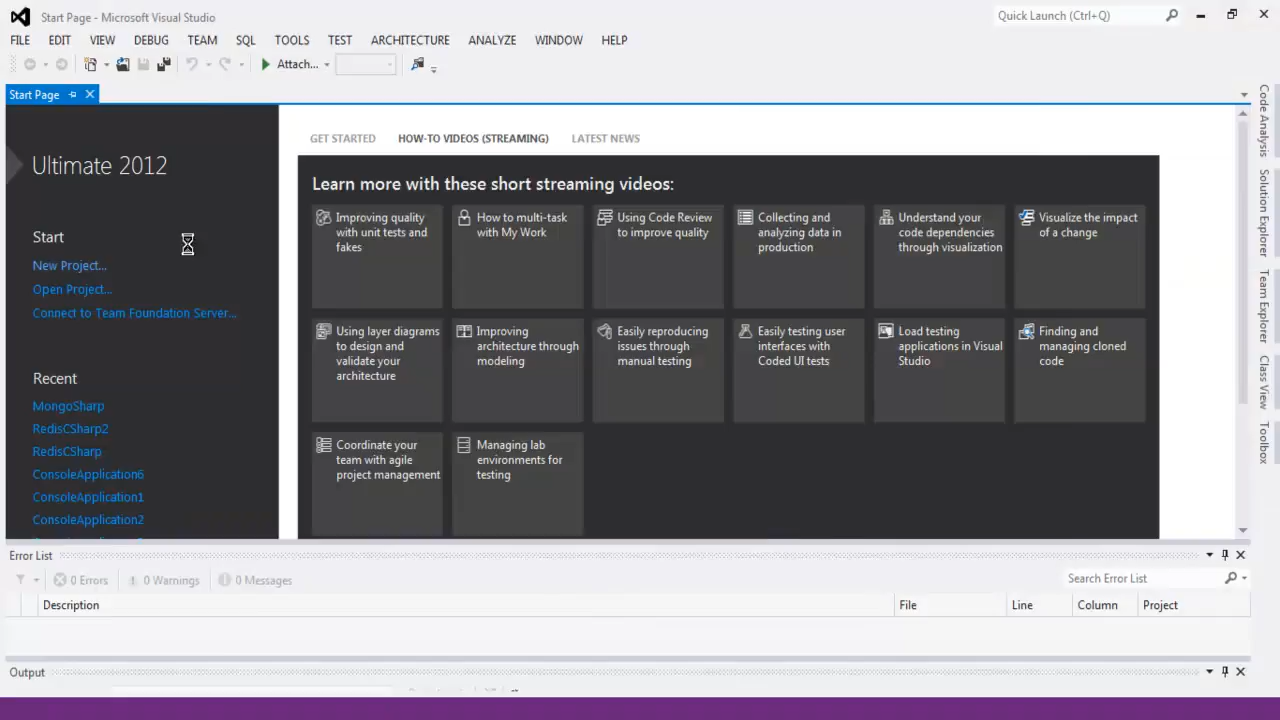 Start Page - Microsoft Visual Studio
Quick Launch (Ctrl+Q)
FILE EDIT VIEW DEBUG TEAM SQL TOOLS TEST ARCHITECTURE ANALYZE WINDOW HELP
Attach...
Start Page
Ultimate 2012
Start
New Project...
Open Project...
Connect to Team Foundation Server...
Recent
MongoSharp
RedisCSharp2
RedisCSharp
ConsoleApplication6
ConsoleApplication1
ConsoleApplication2
GET STARTED HOW-TO VIDEOS (STREAMING) LATEST NEWS
Learn more with these short streaming videos:
Improving quality
with unit tests and
fakes
How to multi-task
with My Work
Using Code Review
to improve quality
Collecting and
analyzing data in
production
Understand your
code dependencies
through visualization
Visualize the impact
of a change
Using layer diagrams
to design and
validate your
architecture
Improving
architecture through
modeling
Easily reproducing
issues through
manual testing
Easily testing user
interfaces with
Coded UI tests
Load testing
applications in Visual
Studio
Finding and
managing cloned
code
Coordinate your
team with agile
project management
Managing lab
environments for
testing
Code Analysis
Solution Explorer
Team Explorer
Class View
Toolbox
Error List
0 Errors 0 Warnings 0 Messages
Search Error List
Description File Line Column Project
Output